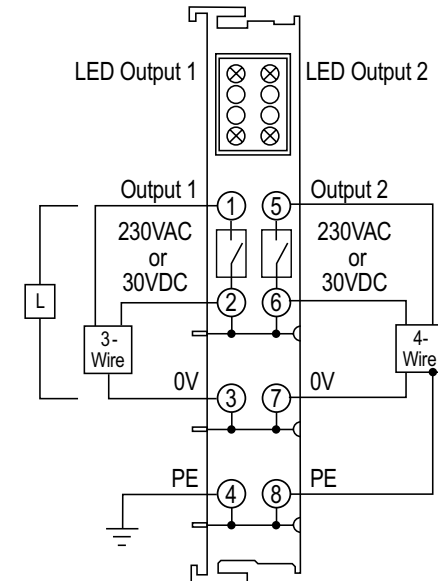 LED Output 1
LED Output 2
Output 1
1
5
Output 2
230VAC
or
30VDC
230VAC
or
30VDC
L
2
6
3-
Wire
4-
Wire
0V
3
7
0V
PE
4
8
PE